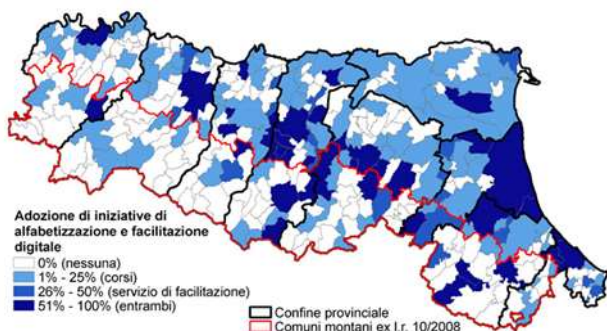 Adozione di iniziative di
alfabetizzazione e facilitazione
digitale
0% (nessuna)
1% - 25% (corsi)
26% - 50% (servizio di facilitazione)
51% - 100% (entrambi)
Confine provinciale
Comuni montani ex l.r. 10/2008